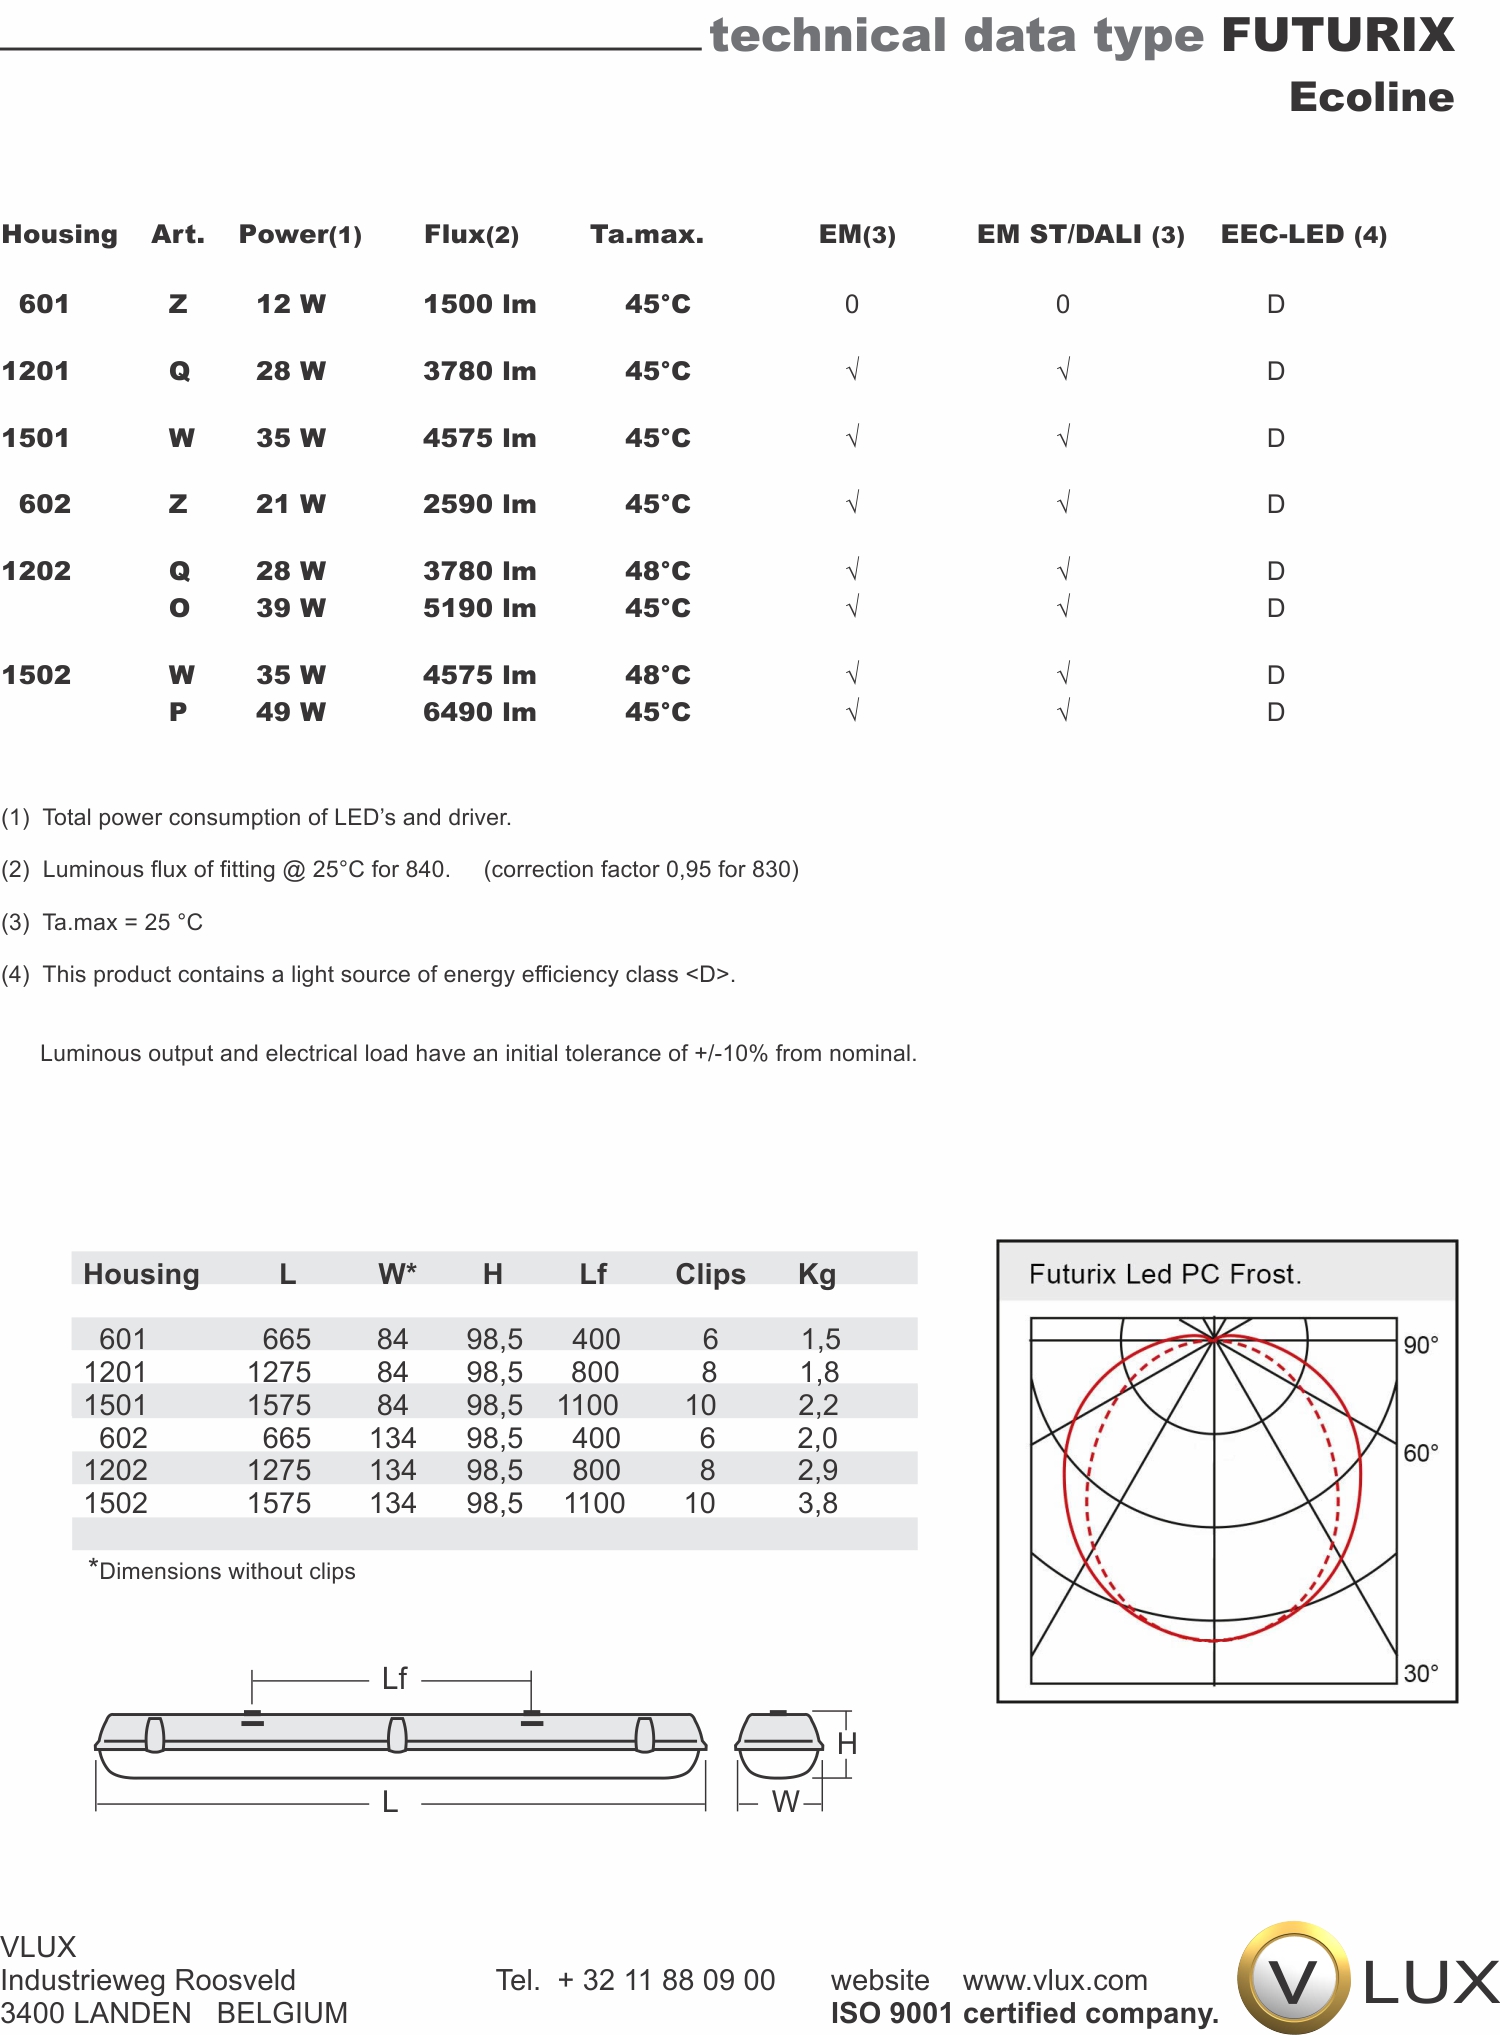 technical data type FUTURIX
Ecoline
Housing Art. Power(1) Flux(2) Ta.max. EM(3) EM ST/DALI (3) EEC-LED (4)
601 Z 12 W 1500 lm 45°C 0 0 D
1201 Q 28 W 3780 lm 45°C √ √ D
1501 W 35 W 4575 lm 45°C √ √ D
602 Z 21 W 2590 lm 45°C √ √ D
1202 Q 28 W 3780 lm 48°C √ √ D
O 39 W 5190 lm 45°C √ √ D
1502 W 35 W 4575 lm 48°C √ √ D
P 49 W 6490 lm 45°C √ √ D
(1) Total power consumption of LED’s and driver.
(2) Luminous flux of fitting @ 25°C for 840. (correction factor 0,95 for 830)
(3) Ta.max = 25 °C
(4) This product contains a light source of energy efficiency class <D>.
Luminous output and electrical load have an initial tolerance of +/-10% from nominal.
Housing L W* H Lf Clips Kg
601 665 84 98,5 400 6 1,5
1201 1275 84 98,5 800 8 1,8
1501 1575 84 98,5 1100 10 2,2
602 665 134 98,5 400 6 2,0
1202 1275 134 98,5 800 8 2,9
1502 1575 134 98,5 1100 10 3,8
*Dimensions without clips
Futurix Led PC Frost.
90°
60°
30°
Lf
H
L
W
VLUX
Industrieweg Roosveld
3400 LANDEN BELGIUM
Tel. + 32 11 88 09 00
website www.vlux.com
ISO 9001 certified company.
V LUX